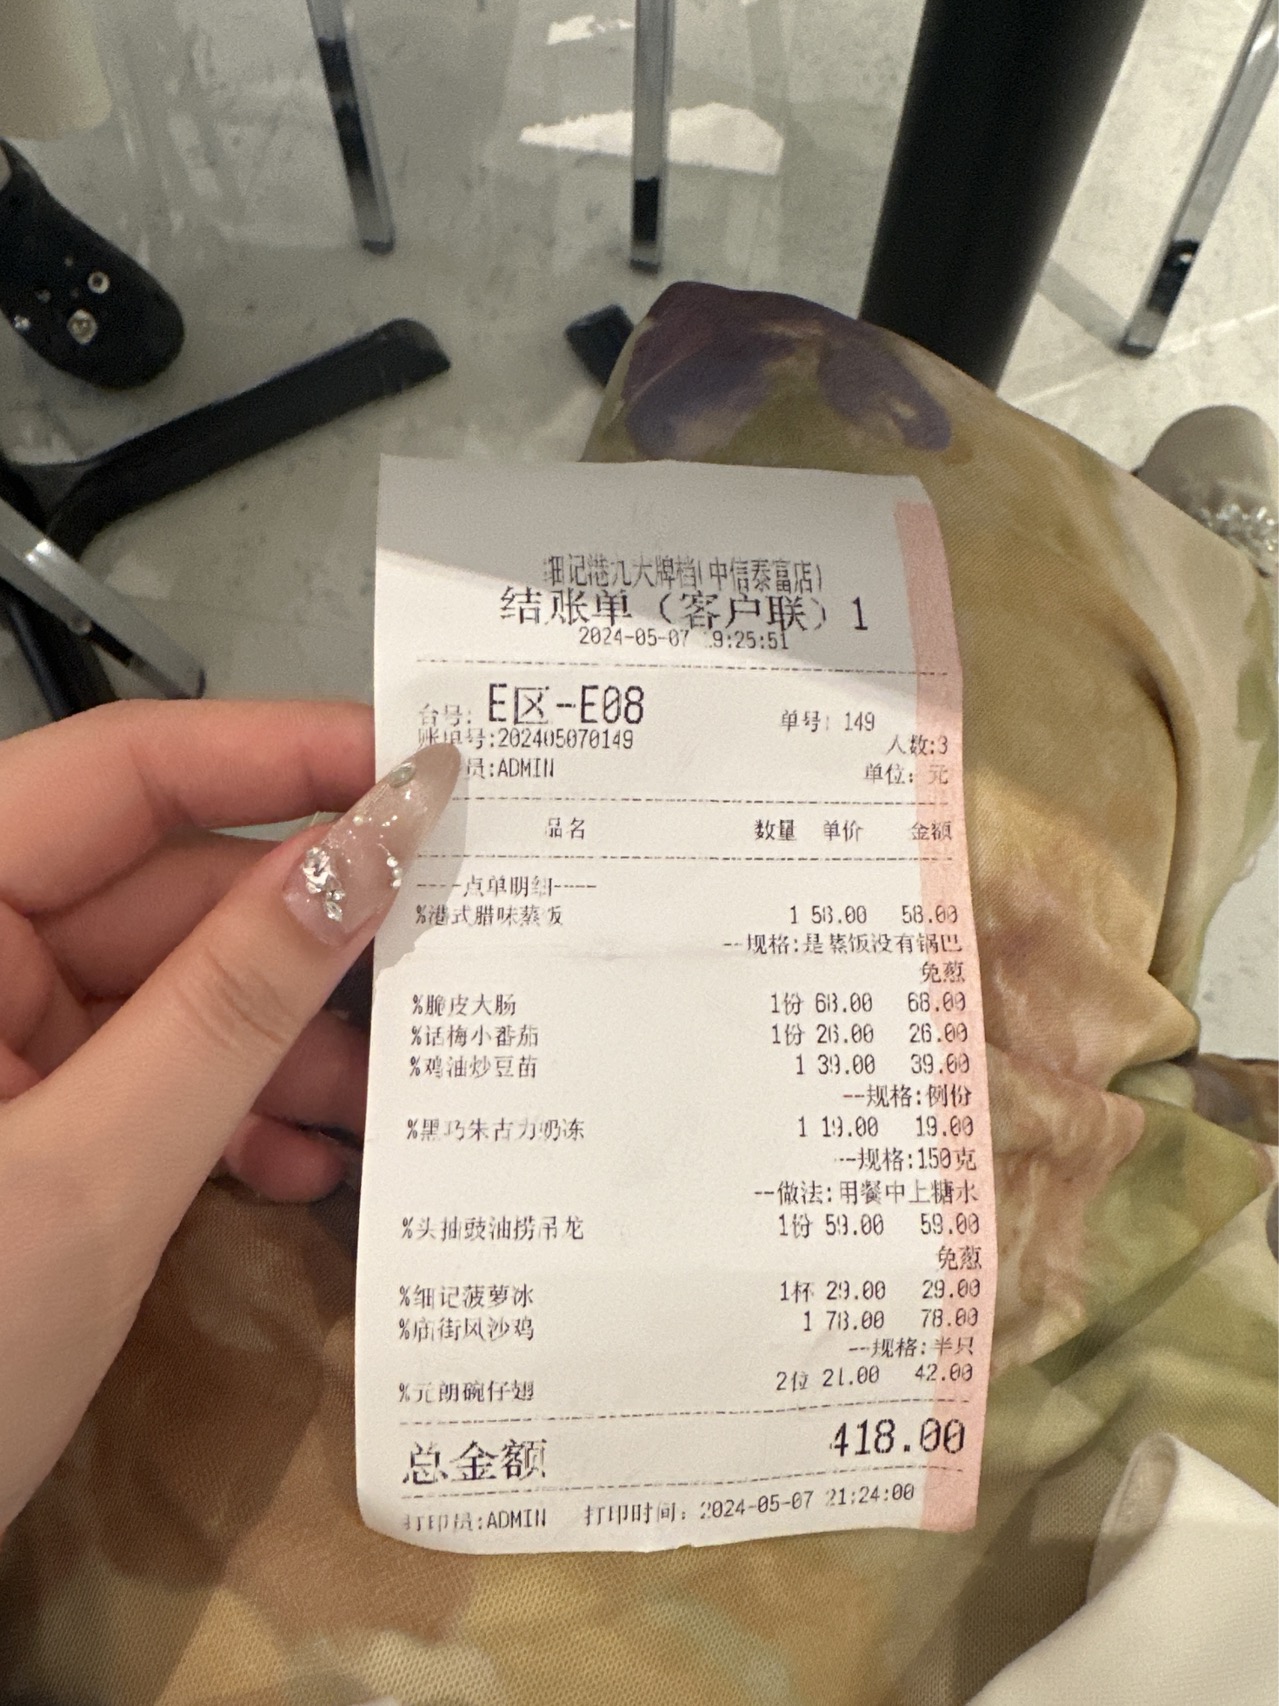 细记港九大牌档(中信泰富店)
结账单（客户联）1
2024-05-07 19:25:51
台号: E区-E08 单号: 149
账单号:202405070149 人数:3
员:ADMIN 单位: 元
品名 数量 单价 金额
----点单明细----
%港式腊味蒸饭 1 58.00 58.00
--规格:是蒸饭没有锅巴
免葱
%脆皮大肠 1份 68.00 68.00
%话梅小番茄 1份 26.00 26.00
%鸡油炒豆苗 1 39.00 39.00
--规格:例份
%黑巧朱古力奶冻 1 19.00 19.00
--规格:150克
--做法:用餐中上糖水
%头抽豉油捞吊龙 1份 59.00 59.00
免葱
%细记菠萝冰 1杯 29.00 29.00
%庙街风沙鸡 1 78.00 78.00
--规格:半只
%元朗碗仔翅 2位 21.00 42.00
总金额 418.00
打印员:ADMIN 打印时间: 2024-05-07 21:24:00